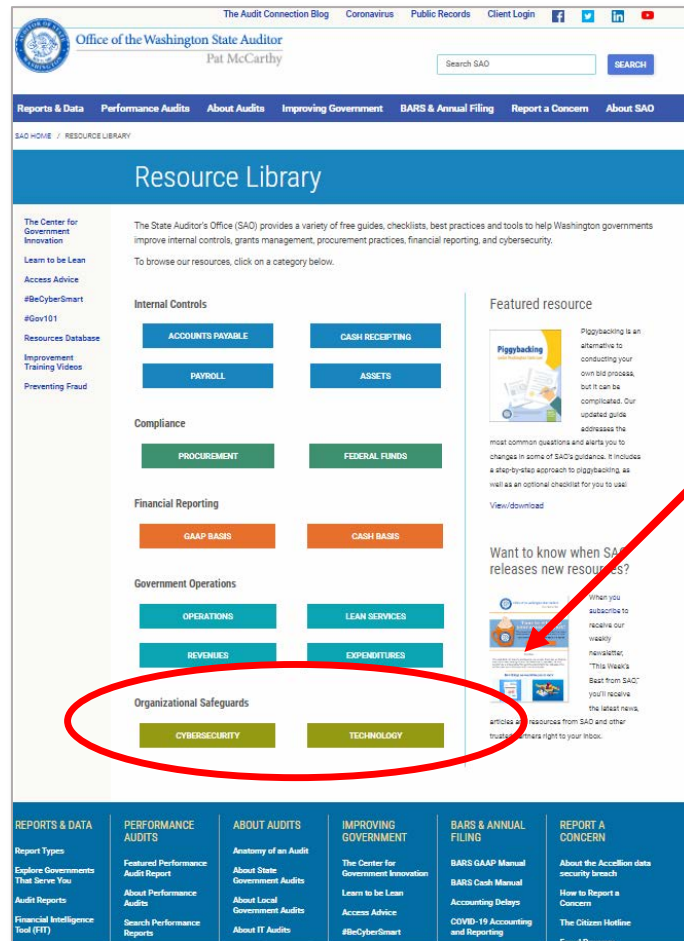 The Audit Connection Blog Coronavirus Public Records Client Login
Office of the Washington State Auditor
Pat McCarthy
Search SAO
SEARCH
Reports & Data Performance Audits About Audits Improving Government BARS & Annual Filing Report a Concern About SAO
SAO HOME / RESOURCE LIBRARY
Resource Library
The Center for
Government
Innovation
Learn to be Lean
Access Advice
#BeCyberSmart
#Gov101
Resources Database
Improvement
Training Videos
Preventing Fraud
The State Auditor's Office (SAO) provides a variety of free guides, checklists, best practices and tools to help Washington governments
improve internal controls, grants management, procurement practices, financial reporting, and cybersecurity.
To browse our resources, click on a category below.
Internal Controls
ACCOUNTS PAYABLE CASH RECEIPTING
PAYROLL ASSETS
Compliance
PROCUREMENT FEDERAL FUNDS
Financial Reporting
GAAP BASIS CASH BASIS
Government Operations
OPERATIONS LEAN SERVICES
REVENUES EXPENDITURES
Organizational Safeguards
CYBERSECURITY TECHNOLOGY
Featured resource
Piggybacking
Piggybacking is an
alternative to
conducting your
own bid process,
but it can be
complicated. Our
updated guide
addresses the
most common questions and alerts you to
changes in some of SAO's guidance. It includes
a step-by-step approach to piggybacking, as
well as an optional checklist for you to use!
View/download
Want to know when SAO
releases new resources?
When you
subscribe to
receive our
weekly
newsletter,
"This Week's
Best from SAO,"
you'll receive
the latest news,
articles and resources from SAO and other
trusted partners right to your inbox.
REPORTS & DATA
Report Types
Explore Governments
That Serve You
Audit Reports
Financial Intelligence
Tool (FIT)
PERFORMANCE
AUDITS
Featured Performance
Audit Report
About Performance
Audits
Search Performance
Reports
ABOUT AUDITS
Anatomy of an Audit
About State
Government Audits
About Local
Government Audits
About IT Audits
IMPROVING
GOVERNMENT
The Center for
Government Innovation
Learn to be Lean
Access Advice
#BeCyberSmart
BARS & ANNUAL
FILING
BARS GAAP Manual
BARS Cash Manual
Accounting Delays
COVID-19 Accounting
and Reporting
REPORT A
CONCERN
About the Accellion data
security breach
How to Report a
Concern
The Citizen Hotline